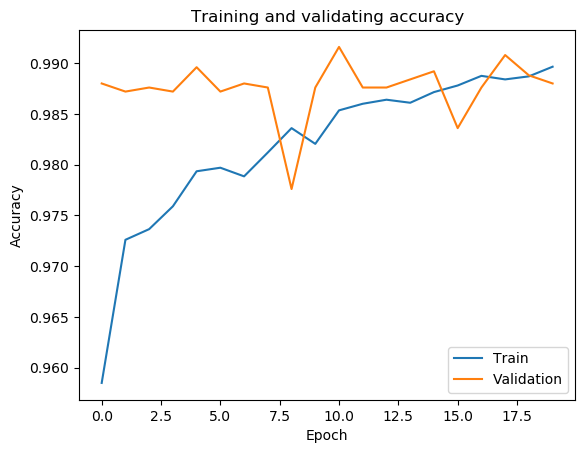 Training and validating accuracy
Accuracy
0.990
0.985
0.980
0.975
0.970
0.965
0.960
0.0 2.5 5.0 7.5 10.0 12.5 15.0 17.5
Epoch
Train
Validation